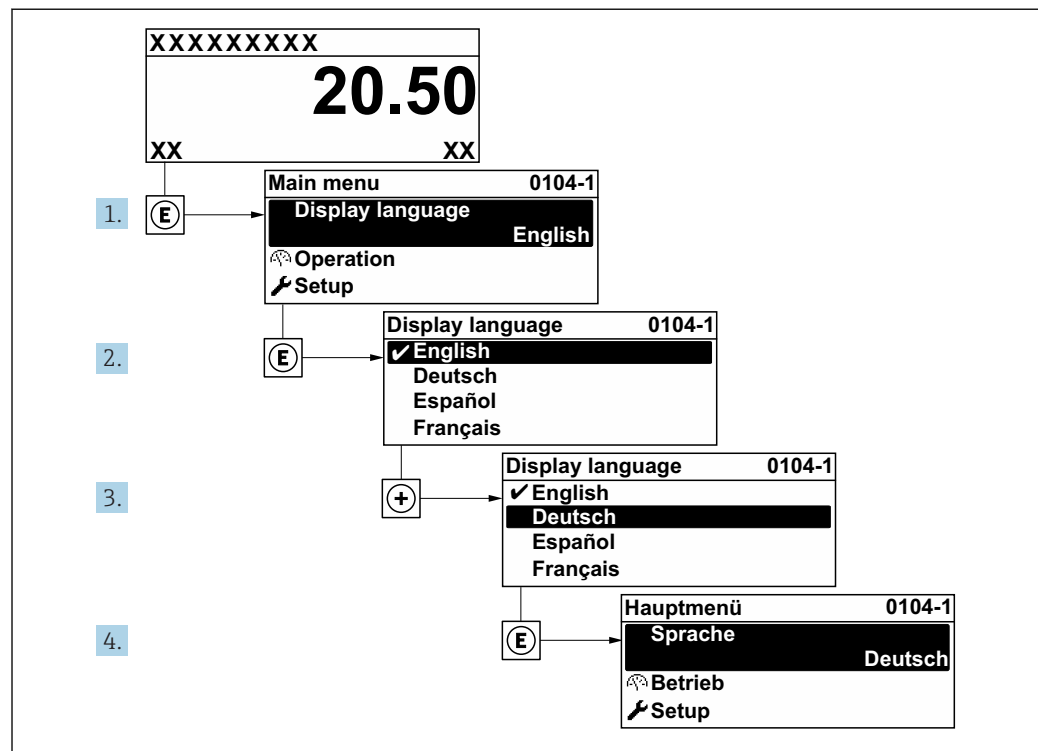 XXXXXXXXX
20.50
XX XX
1. E
Main menu 0104-1
Display language
English
Operation
Setup
2. E
Display language 0104-1
✔English
Deutsch
Español
Français
3. +
Display language 0104-1
✔English
Deutsch
Español
Français
4. E
Hauptmenü 0104-1
Sprache
Deutsch
Betrieb
Setup